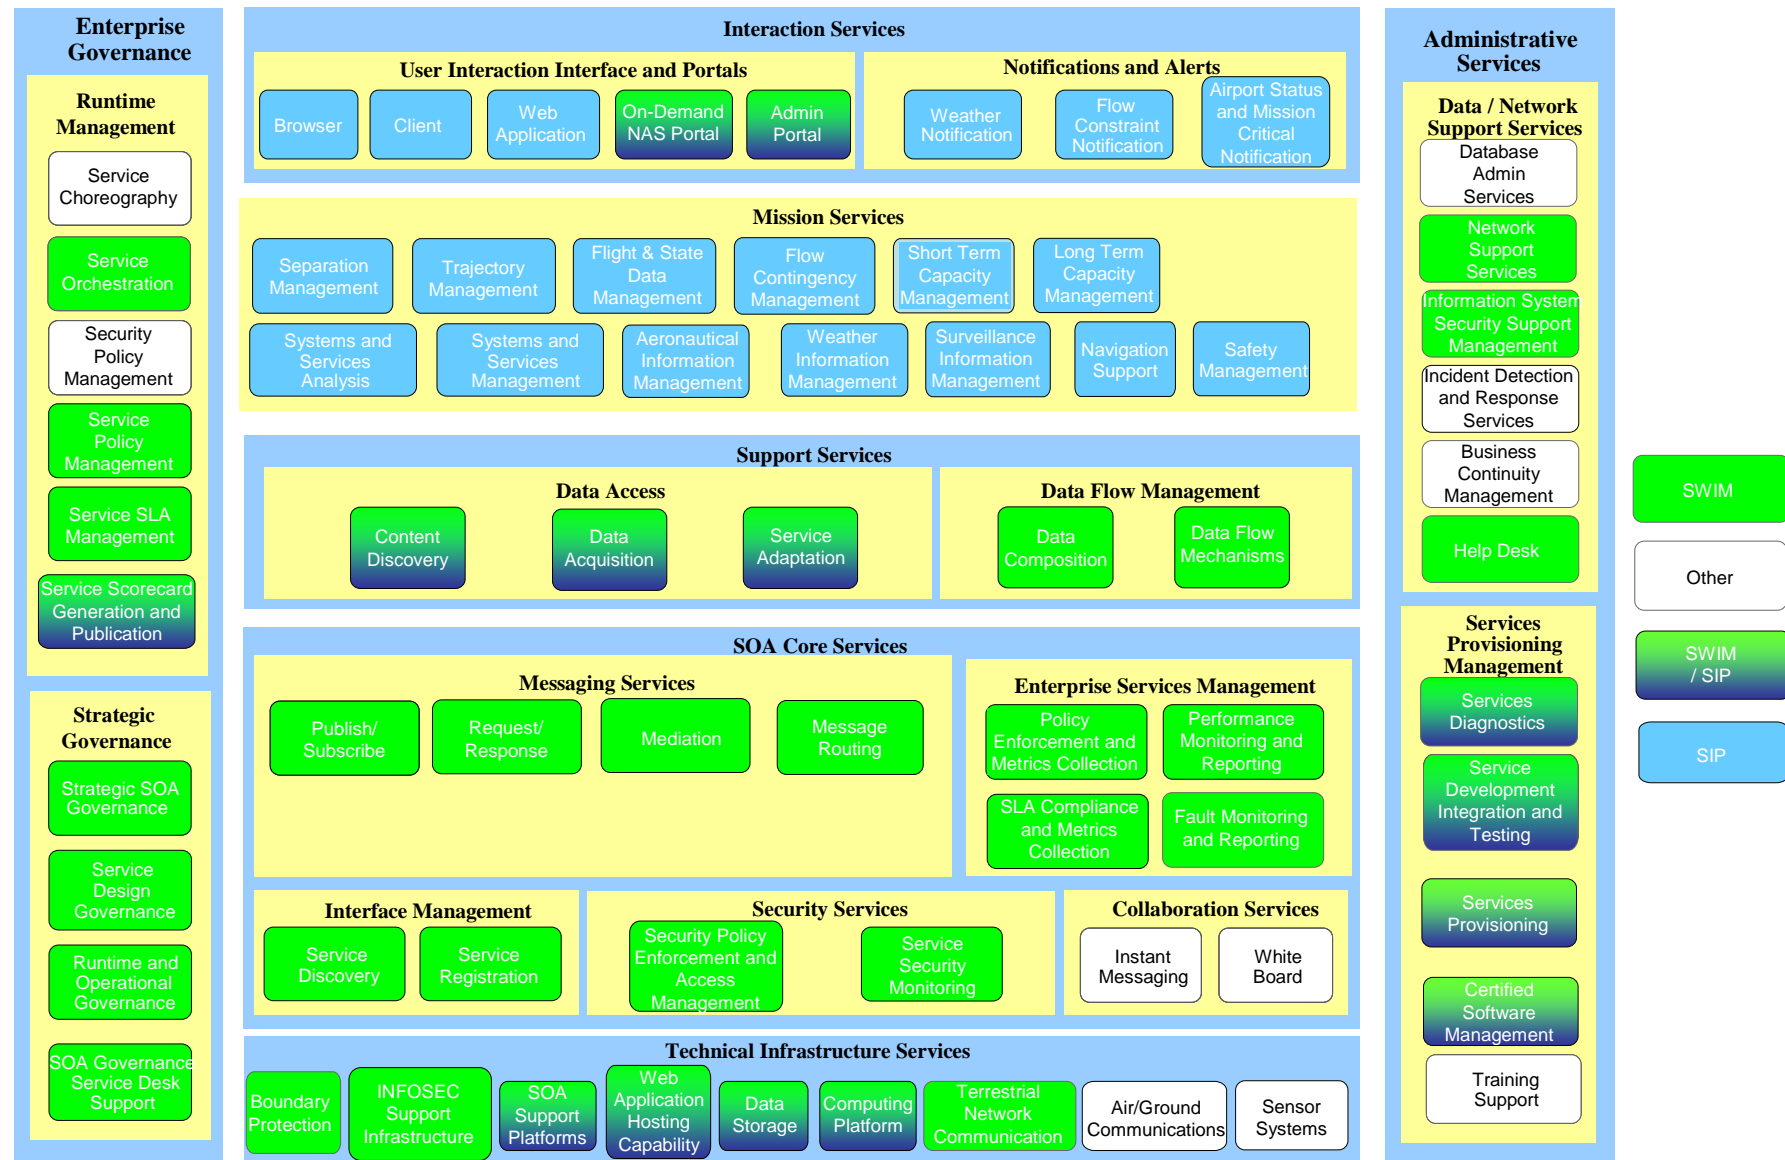 Enterprise
Governance
Runtime
Management
Service
Choreography
Service
Orchestration
Security
Policy
Management
Service
Policy
Management
Service SLA
Management
Service Scorecard
Generation and
Publication
Strategic
Governance
Strategic SOA
Governance
Service
Design
Governance
Runtime and
Operational
Governance
SOA Governance
Service Desk
Support
Interaction Services
User Interaction Interface and Portals
Browser
Client
Web
Application
On-Demand
NAS Portal
Admin
Portal
Notifications and Alerts
Weather
Notification
Flow
Constraint
Notification
Airport Status
and Mission
Critical
Notification
Mission Services
Separation
Management
Trajectory
Management
Flight & State
Data
Management
Flow
Contingency
Management
Short Term
Capacity
Management
Long Term
Capacity
Management
Systems and
Services
Analysis
Systems and
Services
Management
Aeronautical
Information
Management
Weather
Information
Management
Surveillance
Information
Management
Navigation
Support
Safety
Management
Support Services
Data Access
Content
Discovery
Data
Acquisition
Service
Adaptation
Data Flow Management
Data
Composition
Data Flow
Mechanisms
SOA Core Services
Messaging Services
Publish/
Subscribe
Request/
Response
Mediation
Message
Routing
Enterprise Services Management
Policy
Enforcement and
Metrics Collection
Performance
Monitoring and
Reporting
SLA Compliance
and Metrics
Collection
Fault Monitoring
and Reporting
Interface Management
Service
Discovery
Service
Registration
Security Services
Security Policy
Enforcement and
Access
Management
Service
Security
Monitoring
Collaboration Services
Instant
Messaging
White
Board
Technical Infrastructure Services
Boundary
Protection
INFOSEC
Support
Infrastructure
SOA
Support
Platforms
Web
Application
Hosting
Capability
Data
Storage
Computing
Platform
Terrestrial
Network
Communication
Air/Ground
Communications
Sensor
Systems
Administrative
Services
Data / Network
Support Services
Database
Admin
Services
Network
Support
Services
Information System
Security Support
Management
Incident Detection
and Response
Services
Business
Continuity
Management
Help Desk
Services
Provisioning
Management
Services
Diagnostics
Service
Development
Integration and
Testing
Services
Provisioning
Certified
Software
Management
Training
Support
SWIM
Other
SWIM
/ SIP
SIP